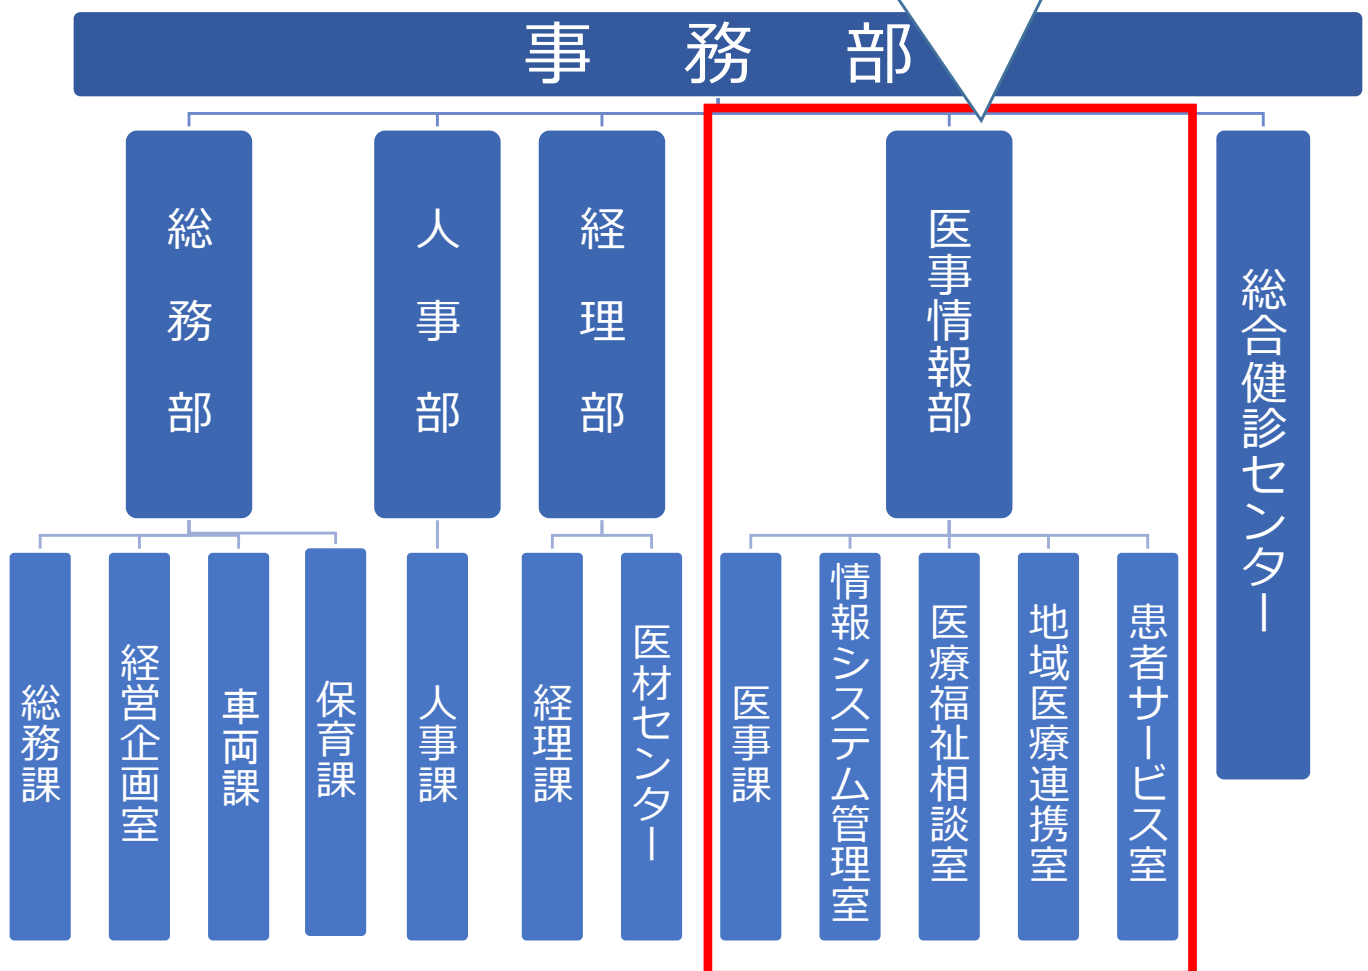 事務部
総務部
人事部
経理部
医事情報部
総合健診センター
総務課
経営企画室
車両課
保育課
人事課
経理課
医材センター
医事課
情報システム管理室
医療福祉相談室
地域医療連携室
患者サービス室